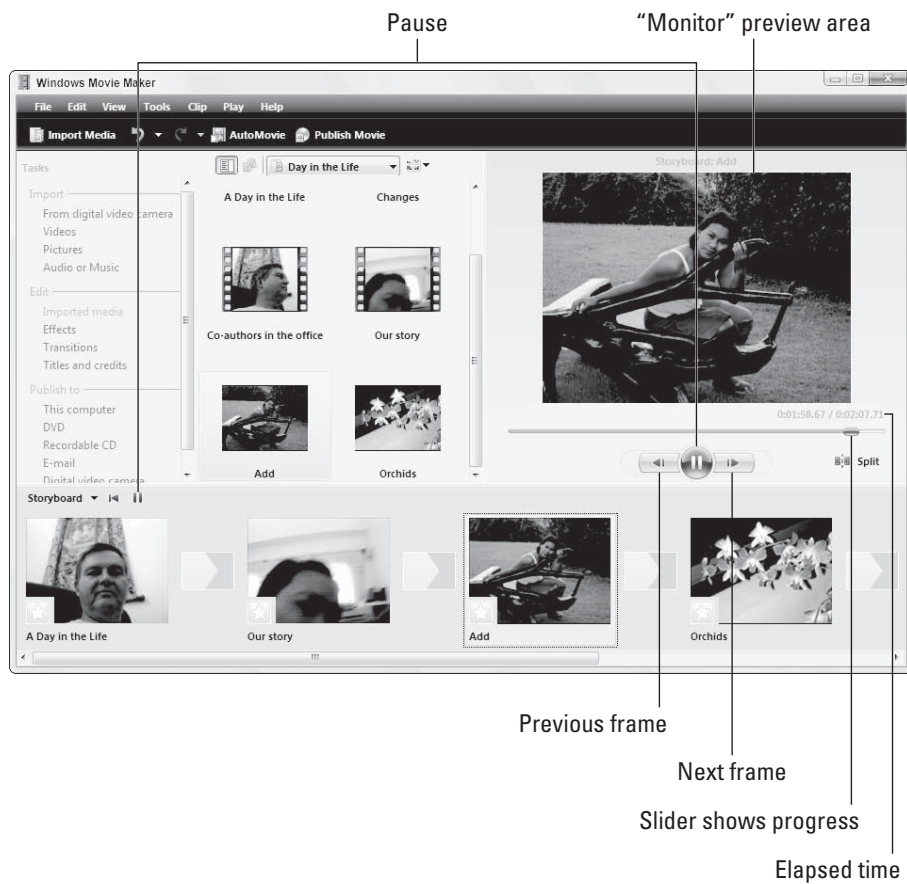 Pause
“Monitor” preview area
Windows Movie Maker
File Edit View Tools Clip Play Help
Import Media AutoMovie Publish Movie
Tasks
Import
From digital video camera
Videos
Pictures
Audio or Music
Edit
Imported media
Effects
Transitions
Titles and credits
Publish to
This computer
DVD
Recordable CD
E-mail
Digital video camera
Day in the Life
A Day in the Life
Changes
Co-authors in the office
Our story
Add
Orchids
Storyboard: Add
0:01:58.67 / 0:02:07.71
Split
Storyboard
A Day in the Life
Our story
Add
Orchids
Previous frame
Next frame
Slider shows progress
Elapsed time